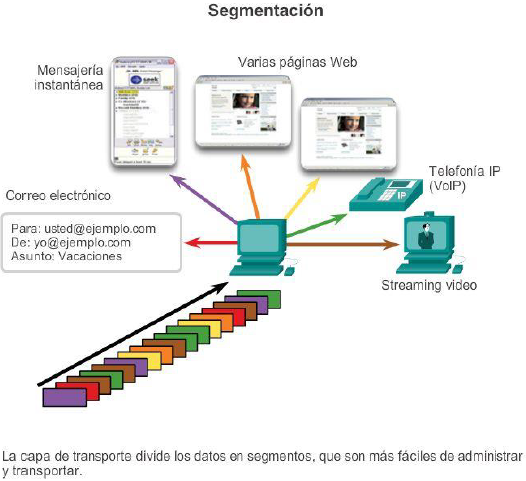 Segmentación
Mensajería
instantánea
Varias páginas Web
Telefonía IP
(VoIP)
IP
Correo electrónico
Para: usted@ejemplo.com
De: yo@ejemplo.com
Asunto: Vacaciones
Streaming video
La capa de transporte divide los datos en segmentos, que son más fáciles de administrar
y transportar.